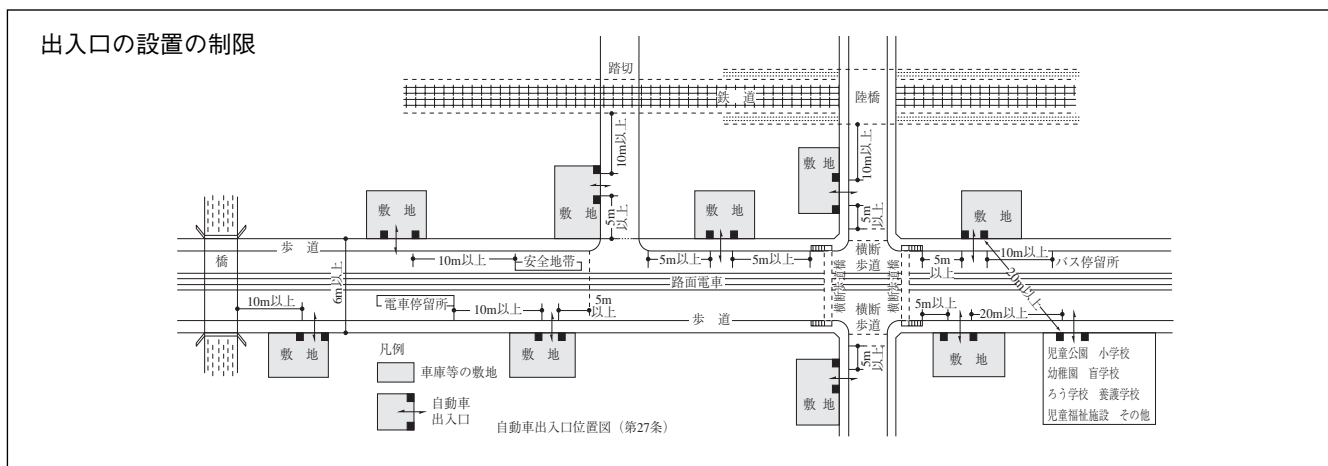 出入口の設置の制限
踏切
鉄　道
陸橋
10m以上
10m以上
敷　地
敷　地
敷　地
敷　地
敷　地
5m以上
5m以上
歩　道
橋
6m以上
10m以上
安全地帯
5m以上
5m以上
横断歩道
5m以上
10m以上
バス停留所
20m以上
路面電車
横断歩道橋
横断歩道橋
10m以上
電車停留所
10m以上
5m以上
歩　道
横断歩道
5m以上
20m以上
敷　地
敷　地
敷　地
敷　地
5m以上
凡例
車庫等の敷地
自動車出入口
自動車出入口位置図（第27条）
児童公園　小学校
幼稚園　盲学校
ろう学校　養護学校
児童福祉施設　その他